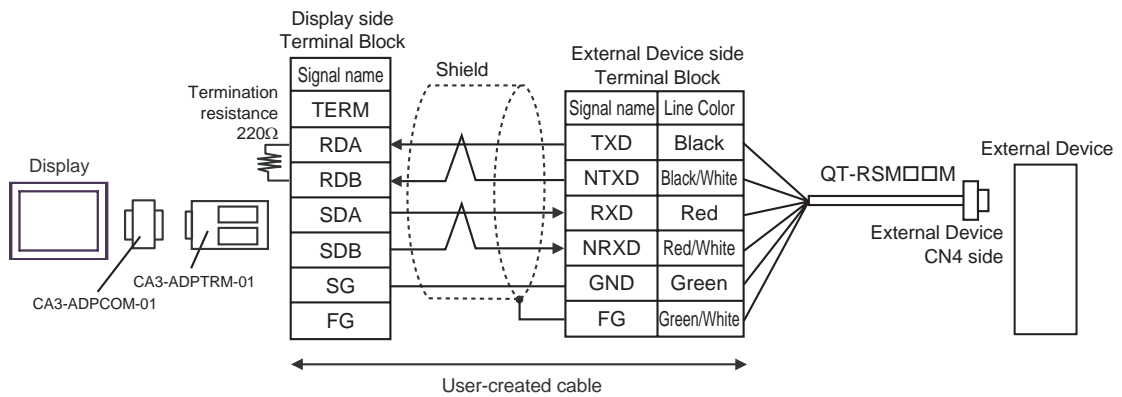 Display side
Terminal Block
Signal name
TERM
RDA
RDB
SDA
SDB
SG
FG
Termination
resistance
220Ω
Shield
External Device side
Terminal Block
Signal name Line Color
TXD Black
NTXD Black/White
RXD Red
NRXD Red/White
GND Green
FG Green/White
QT-RSM□□M
External Device
External Device
CN4 side
Display
CA3-ADPTRM-01
CA3-ADPCOM-01
User-created cable